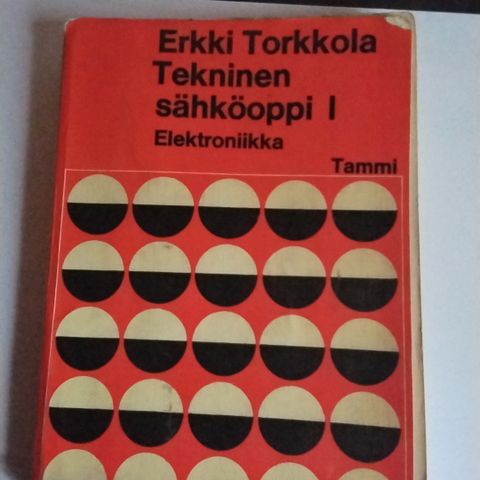 Erkki Torkkola
Tekninen
sähköoppi I
Elektroniikka
Tammi